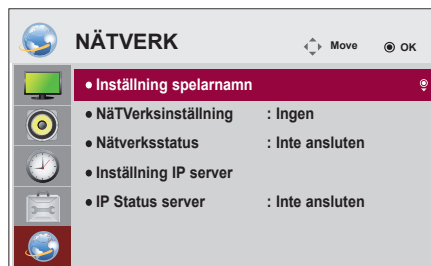 NÄTVERK Move OK
Inställning spelarnamn
NäTVerksinställning : Ingen
Nätverksstatus : Inte ansluten
Inställning IP server
IP Status server : Inte ansluten